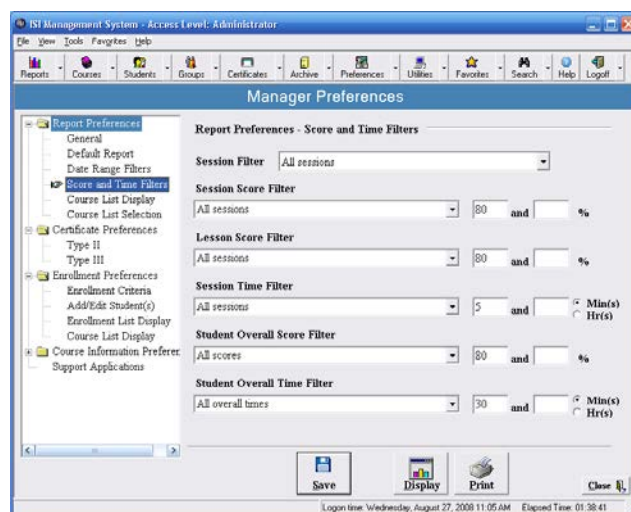 ISI Management System - Access Level: Administrator
File View Tools Favorites Help
Reports Courses Students Groups Certificates Archive Preferences Utilities Favorites Search Help Logoff
Manager Preferences
Report Preferences
General
Default Report
Date Range Filters
Score and Time Filters
Course List Display
Course List Selection
Certificate Preferences
Type II
Type III
Enrollment Preferences
Enrollment Criteria
Add/Edit Student(s)
Enrollment List Display
Course List Display
Course Information Preferer
Support Applications
Report Preferences - Score and Time Filters
Session Filter All sessions
Session Score Filter
All sessions 80 and %
Lesson Score Filter
All sessions 80 and %
Session Time Filter
All sessions 5 and Min(s)
Hr(s)
Student Overall Score Filter
All scores 80 and %
Student Overall Time Filter
All overall times 30 and Min(s)
Hr(s)
Save Display Print Close
Logon time: Wednesday, August 27, 2008 11:05 AM Elapsed Time: 01:38:41